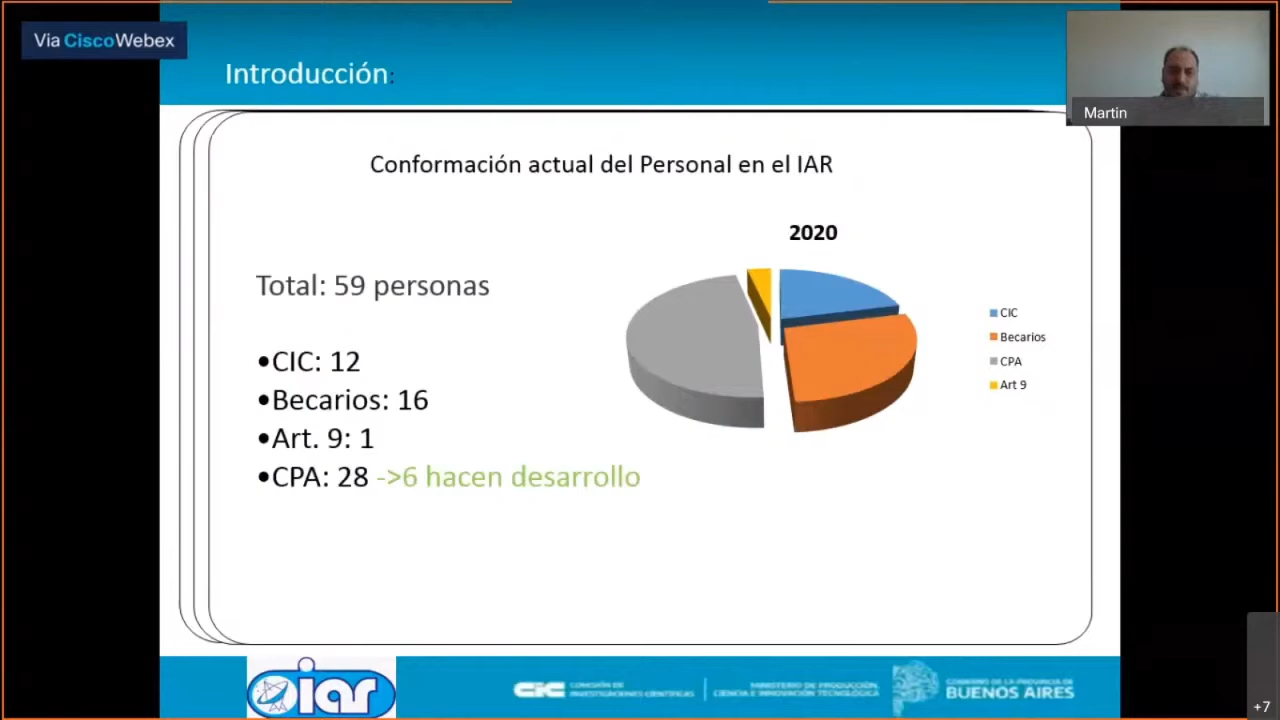 Via CiscoWebex
Introducción:
Martin
Conformación actual del Personal en el IAR
2020
Total: 59 personas
•CIC: 12
•Becarios: 16
•Art. 9: 1
•CPA: 28 ->6 hacen desarrollo
CIC
Becarios
CPA
Art 9
iar
CIC
COMISIÓN DE
INVESTIGACIONES CIENTÍFICAS
MINISTERIO DE PRODUCCIÓN,
CIENCIA E INNOVACIÓN TECNOLÓGICA
GOBIERNO DE LA PROVINCIA DE
BUENOS AIRES
+7